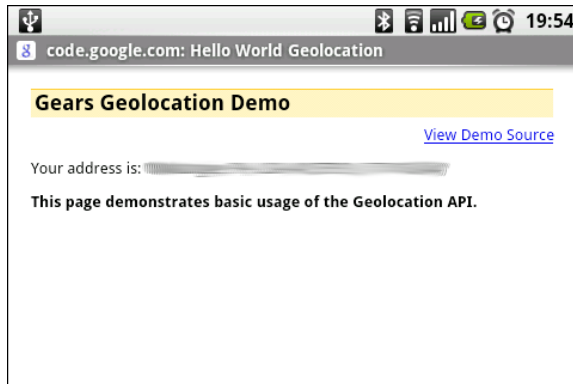 19:54
8 code.google.com: Hello World Geolocation
Gears Geolocation Demo
View Demo Source
Your address is:
This page demonstrates basic usage of the Geolocation API.